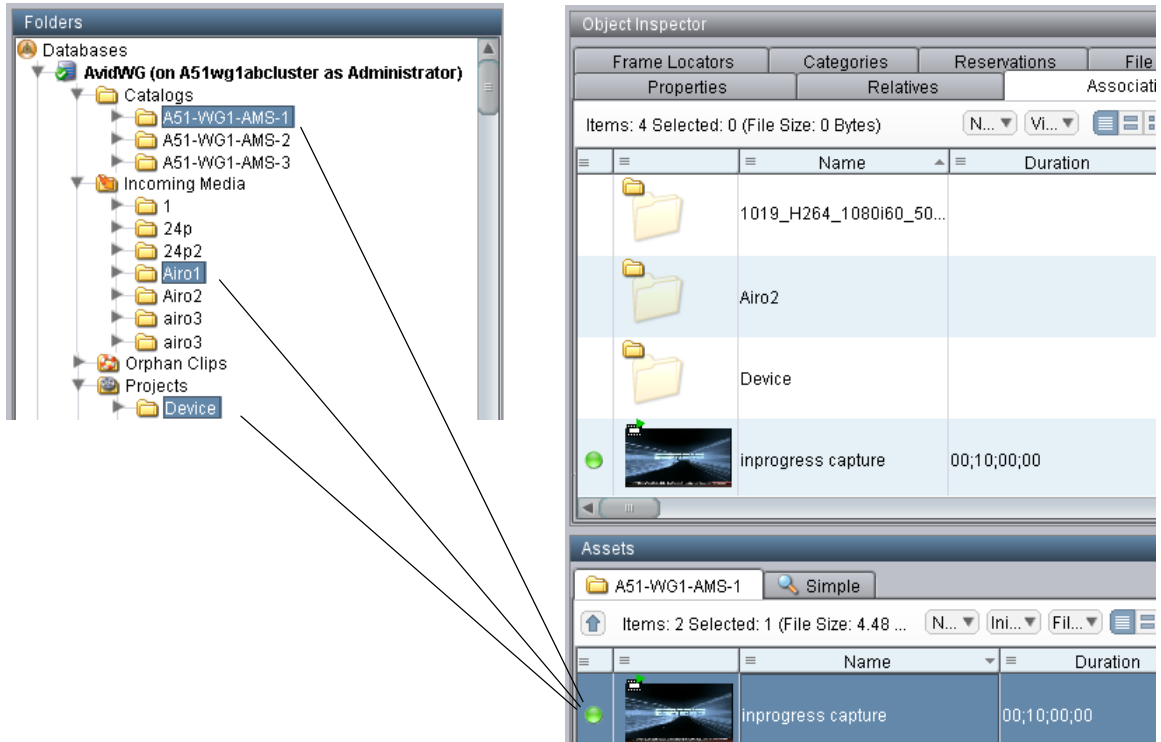 Folders
Databases
AvidWG (on A51wg1abcluster as Administrator)
Catalogs
A51-WG1-AMS-1
A51-WG1-AMS-2
A51-WG1-AMS-3
Incoming Media
1
24p
24p2
Airo1
Airo2
airo3
airo3
Orphan Clips
Projects
Device
Object Inspector
Frame Locators Categories Reservations File
Properties Relatives Associati
Items: 4 Selected: 0 (File Size: 0 Bytes) N... Vi...
Name Duration
1019_H264_1080i60_50...
Airo2
Device
inprogress capture 00;10;00;00
Assets
A51-WG1-AMS-1 Simple
Items: 2 Selected: 1 (File Size: 4.48 ... N... Ini... Fil...
Name Duration
inprogress capture 00;10;00;00